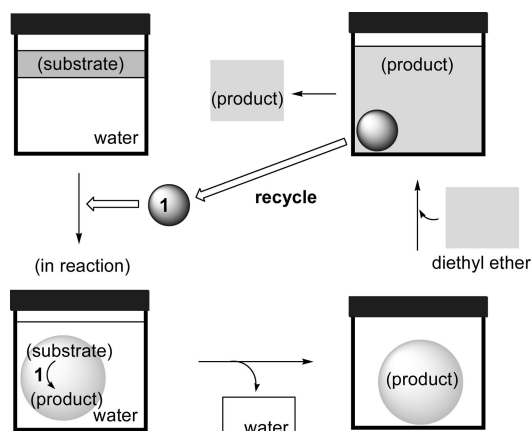 (substrate)
water
(product)
(product)
1
recycle
(in reaction)
diethyl ether
(substrate)
1
(product)
water
water
(product)